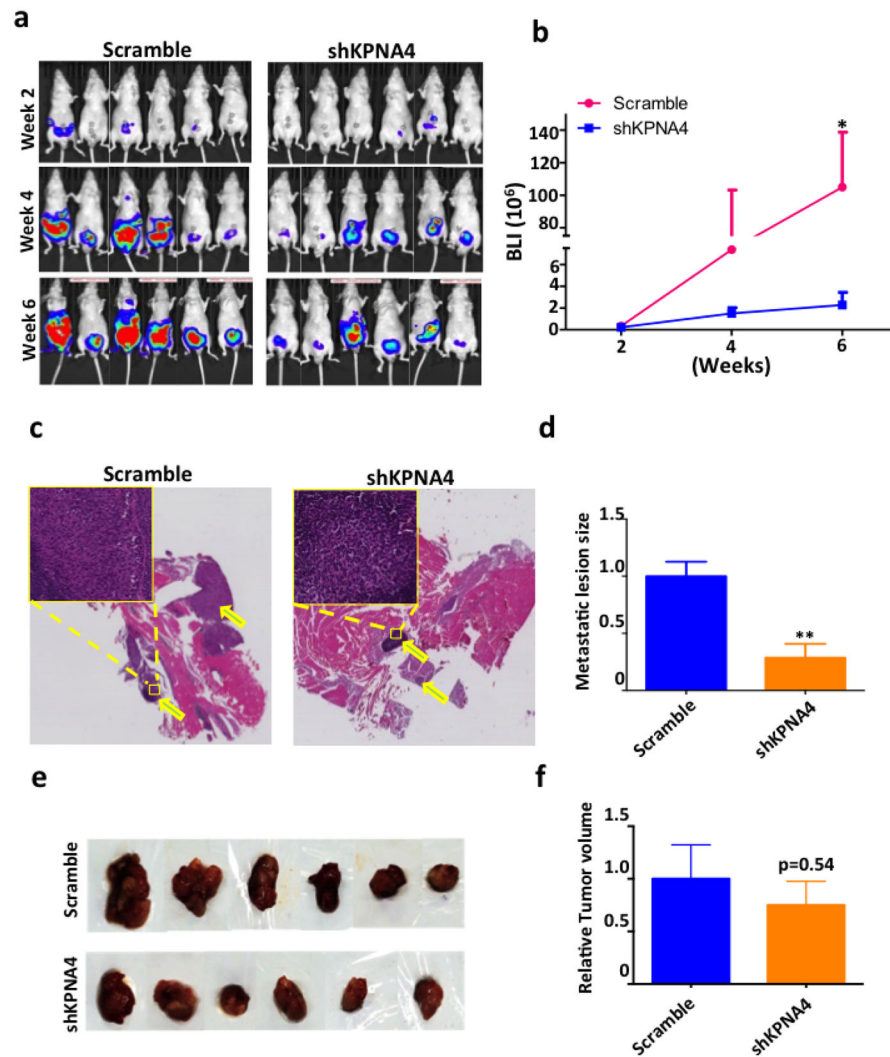 a
Scramble
shKPNA4
Week 2
Week 4
Week 6
b
Scramble
shKPNA4
*
BLI (10⁶)
140
120
100
80
6
4
2
0
2
4
6
(Weeks)
c
Scramble
shKPNA4
d
Metastatic lesion size
1.5
1.0
0.5
0
**
Scramble
shKPNA4
e
Scramble
shKPNA4
f
Relative Tumor volume
1.5
1.0
0.5
0
p=0.54
Scramble
shKPNA4